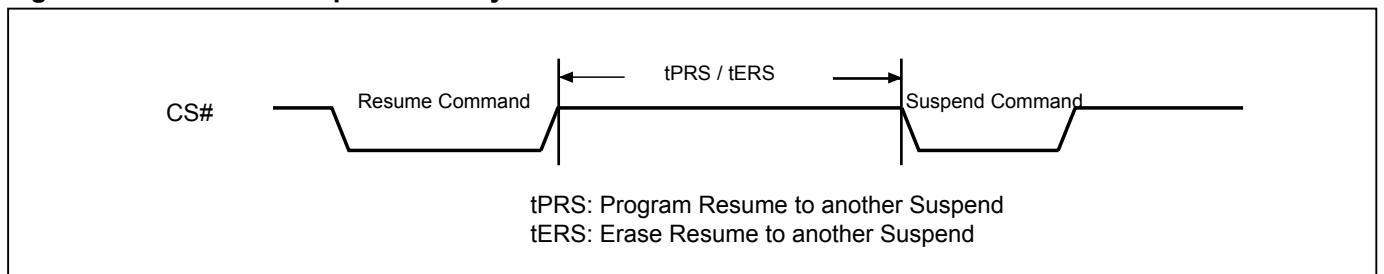 tPRS / tERS
Resume Command
Suspend Command
CS#
tPRS: Program Resume to another Suspend
tERS: Erase Resume to another Suspend